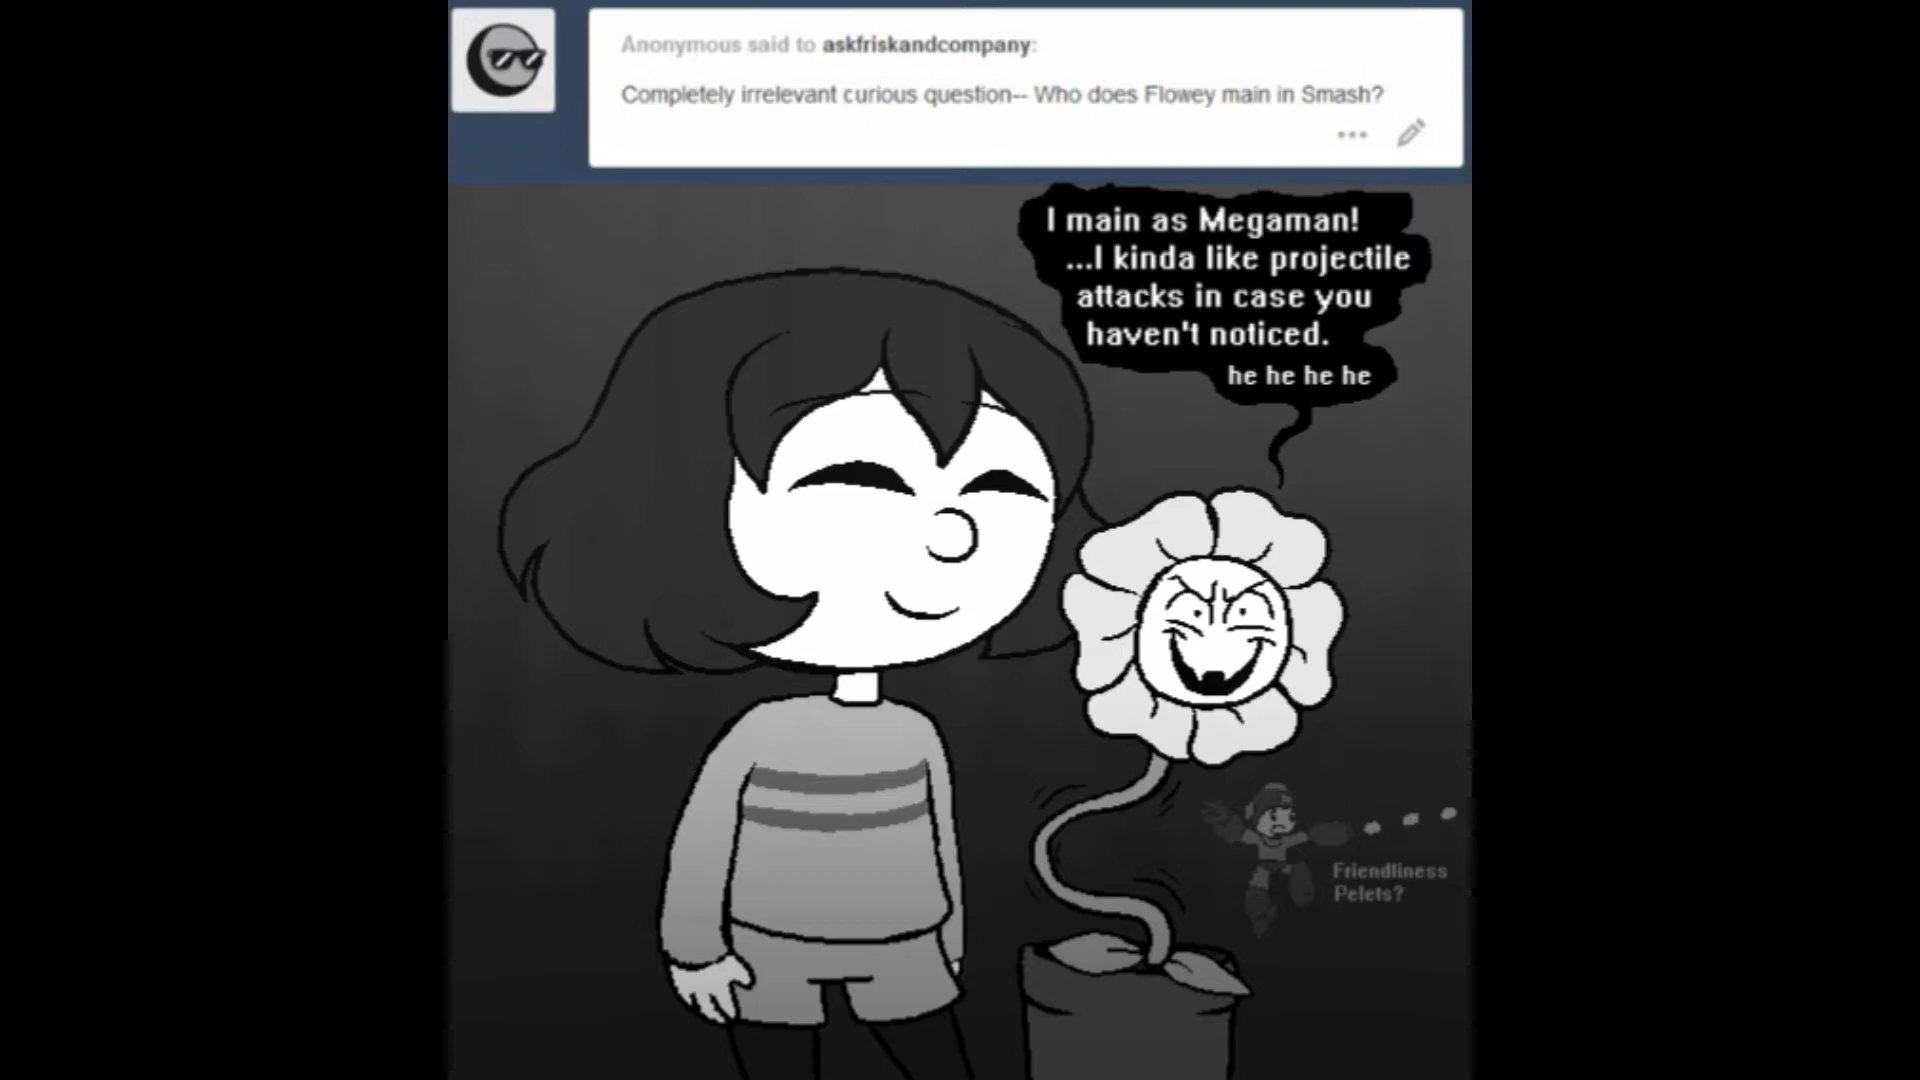 Anonymous said to askfriskandcompany:
Completely irrelevant curious question-- Who does Flowey main in Smash?
I main as Megaman!
...I kinda like projectile
attacks in case you
haven't noticed.
he he he he
Friendliness
Pelets?